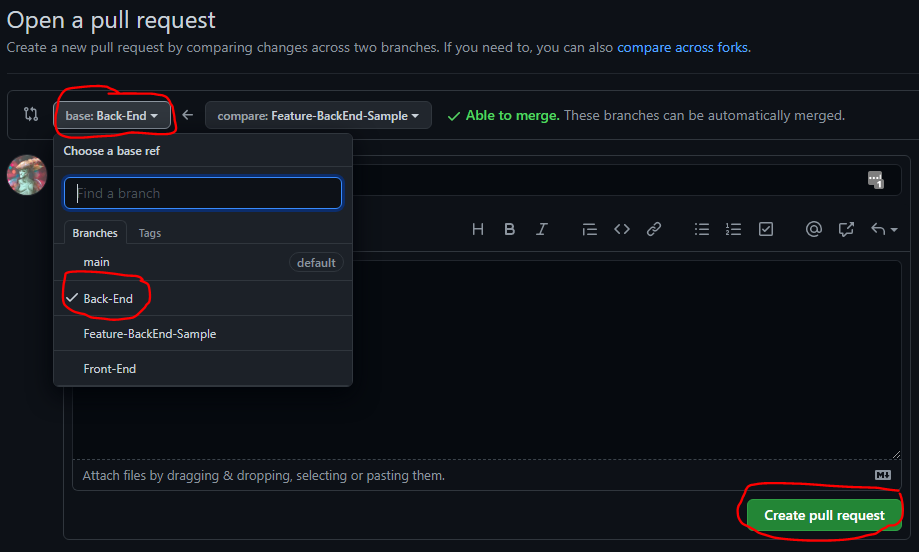 Open a pull request
Create a new pull request by comparing changes across two branches. If you need to, you can also compare across forks.
base: Back-End
compare: Feature-BackEnd-Sample
Able to merge. These branches can be automatically merged.
Choose a base ref
Find a branch
Branches
Tags
main
default
Back-End
Feature-BackEnd-Sample
Front-End
Attach files by dragging & dropping, selecting or pasting them.
Create pull request